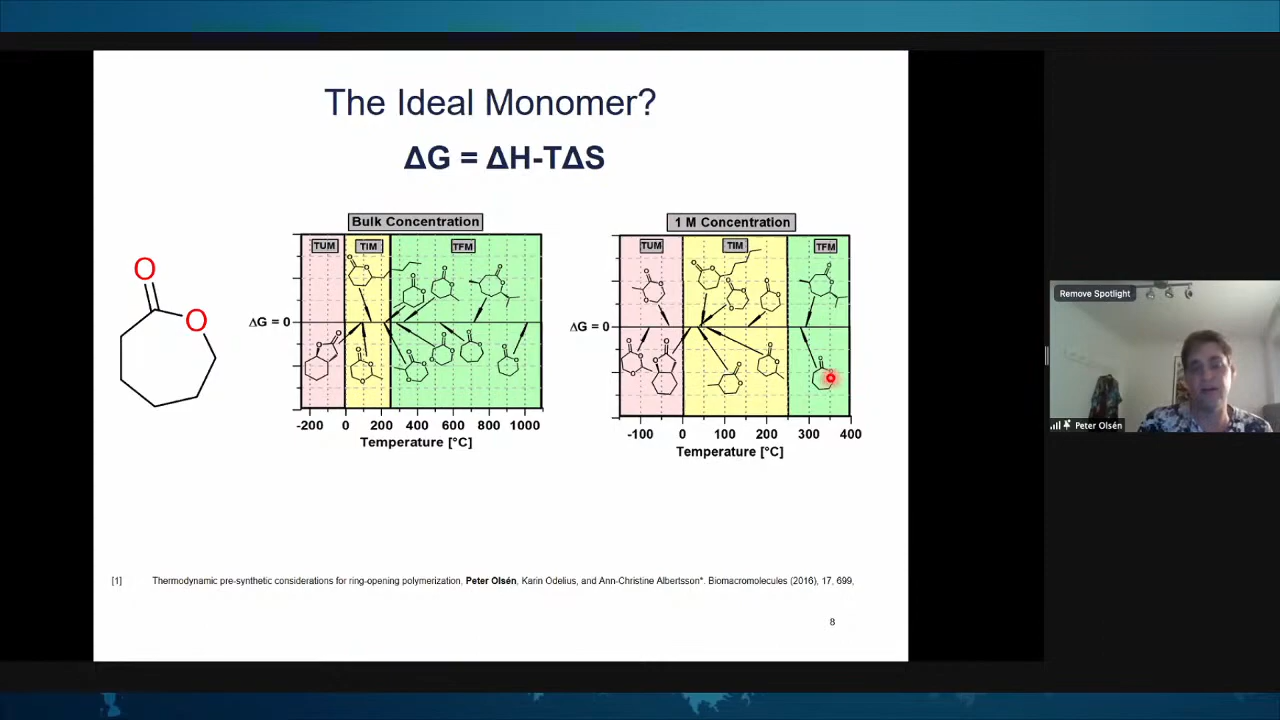 The Ideal Monomer?
ΔG = ΔH-TΔS
O
O
Bulk Concentration
TUM TIM TFM
ΔG = 0
-200 0 200 400 600 800 1000
Temperature [°C]
1 M Concentration
TUM TIM TFM
ΔG = 0
-100 0 100 200 300 400
Temperature [°C]
Remove Spotlight
Peter Olsén
[1] Thermodynamic pre-synthetic considerations for ring-opening polymerization, Peter Olsén, Karin Odelius, and Ann-Christine Albertsson*. Biomacromolecules (2016), 17, 699,
8